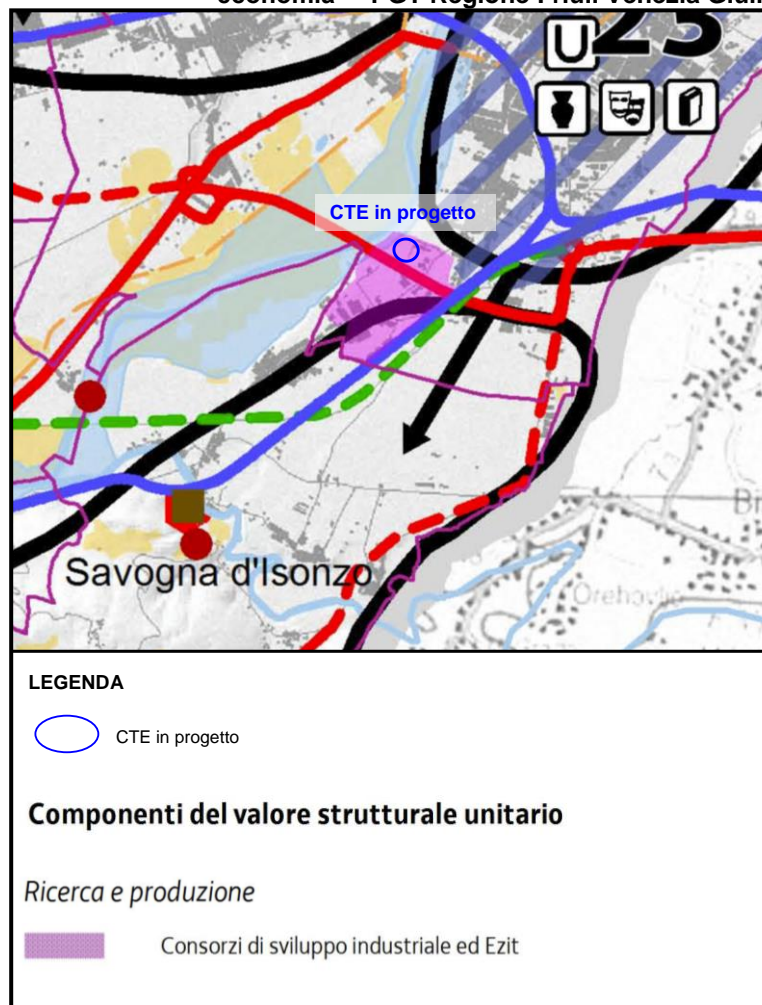 U 23
CTE in progetto
Savogna d'Isonzo
LEGENDA
CTE in progetto
Componenti del valore strutturale unitario
Ricerca e produzione
Consorzi di sviluppo industriale ed Ezit